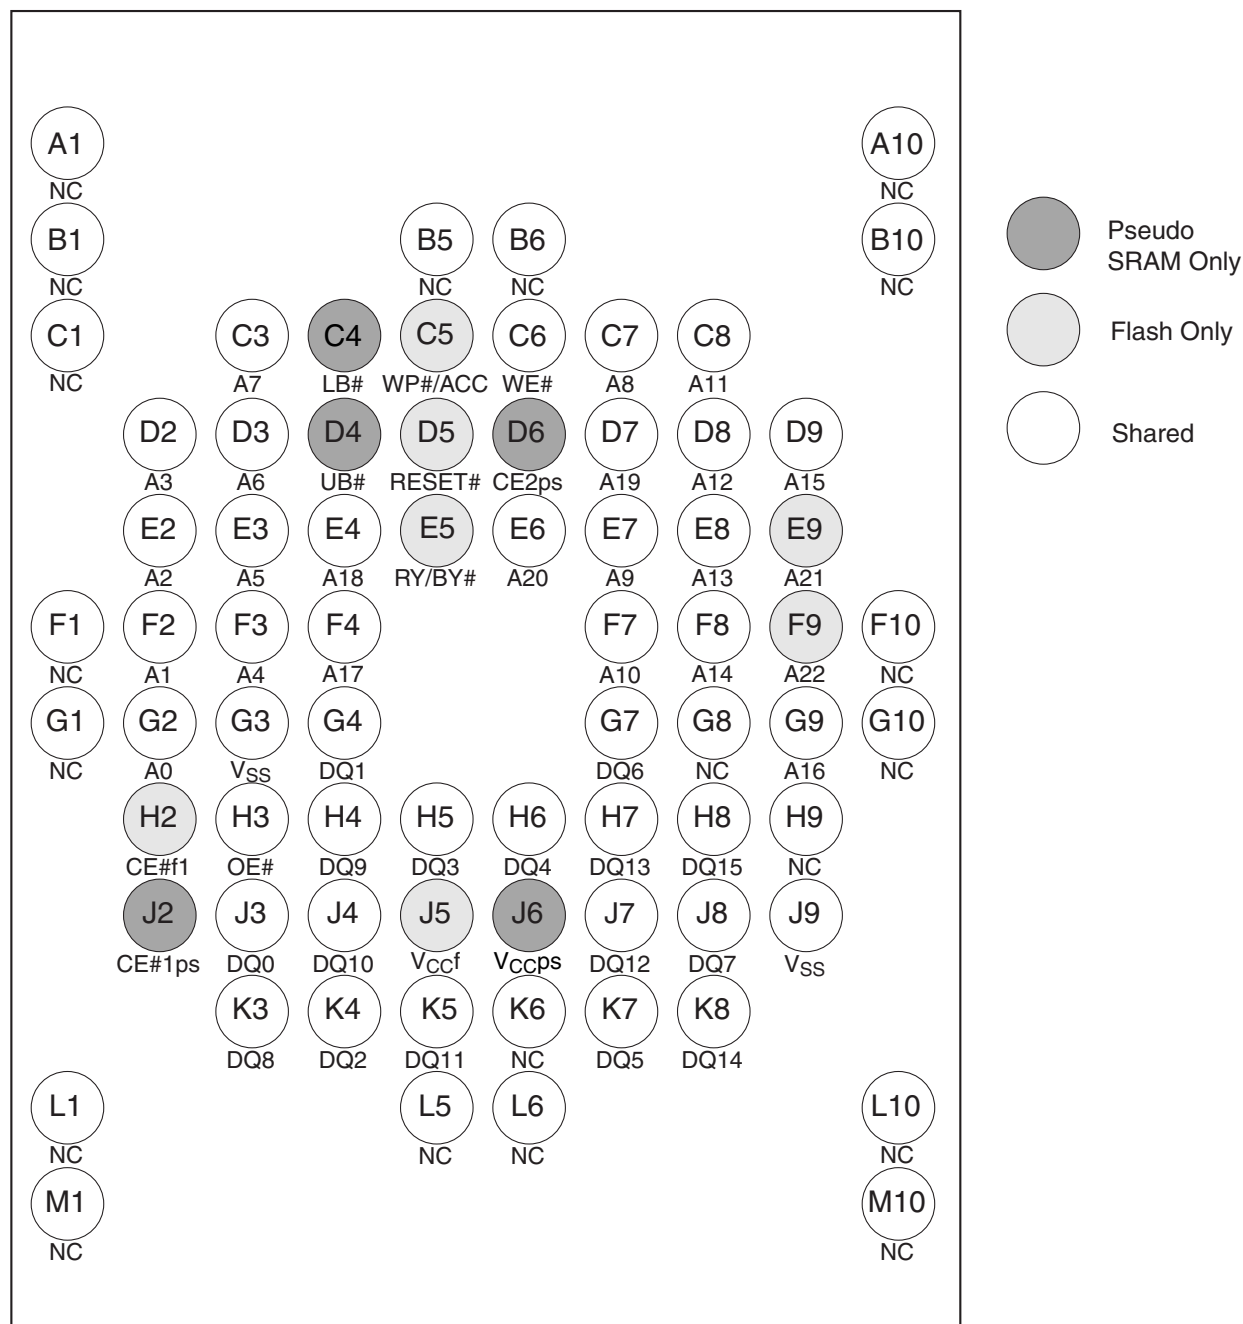 A1 A10
NC NC
B1 B5 B6 B10
NC NC NC NC
Pseudo
SRAM Only
C1 C3 C4 C5 C6 C7 C8
NC A7 LB# WP#/ACC WE# A8 A11
Flash Only
D2 D3 D4 D5 D6 D7 D8 D9
A3 A6 UB# RESET# CE2ps A19 A12 A15
Shared
E2 E3 E4 E5 E6 E7 E8 E9
A2 A5 A18 RY/BY# A20 A9 A13 A21
F1 F2 F3 F4 F7 F8 F9 F10
NC A1 A4 A17 A10 A14 A22 NC
G1 G2 G3 G4 G7 G8 G9 G10
NC A0 VSS DQ1 DQ6 NC A16 NC
H2 H3 H4 H5 H6 H7 H8 H9
CE#f1 OE# DQ9 DQ3 DQ4 DQ13 DQ15 NC
J2 J3 J4 J5 J6 J7 J8 J9
CE#1ps DQ0 DQ10 VCCf VCCps DQ12 DQ7 VSS
K3 K4 K5 K6 K7 K8
DQ8 DQ2 DQ11 NC DQ5 DQ14
L1 L5 L6 L10
NC NC NC NC
M1 M10
NC NC